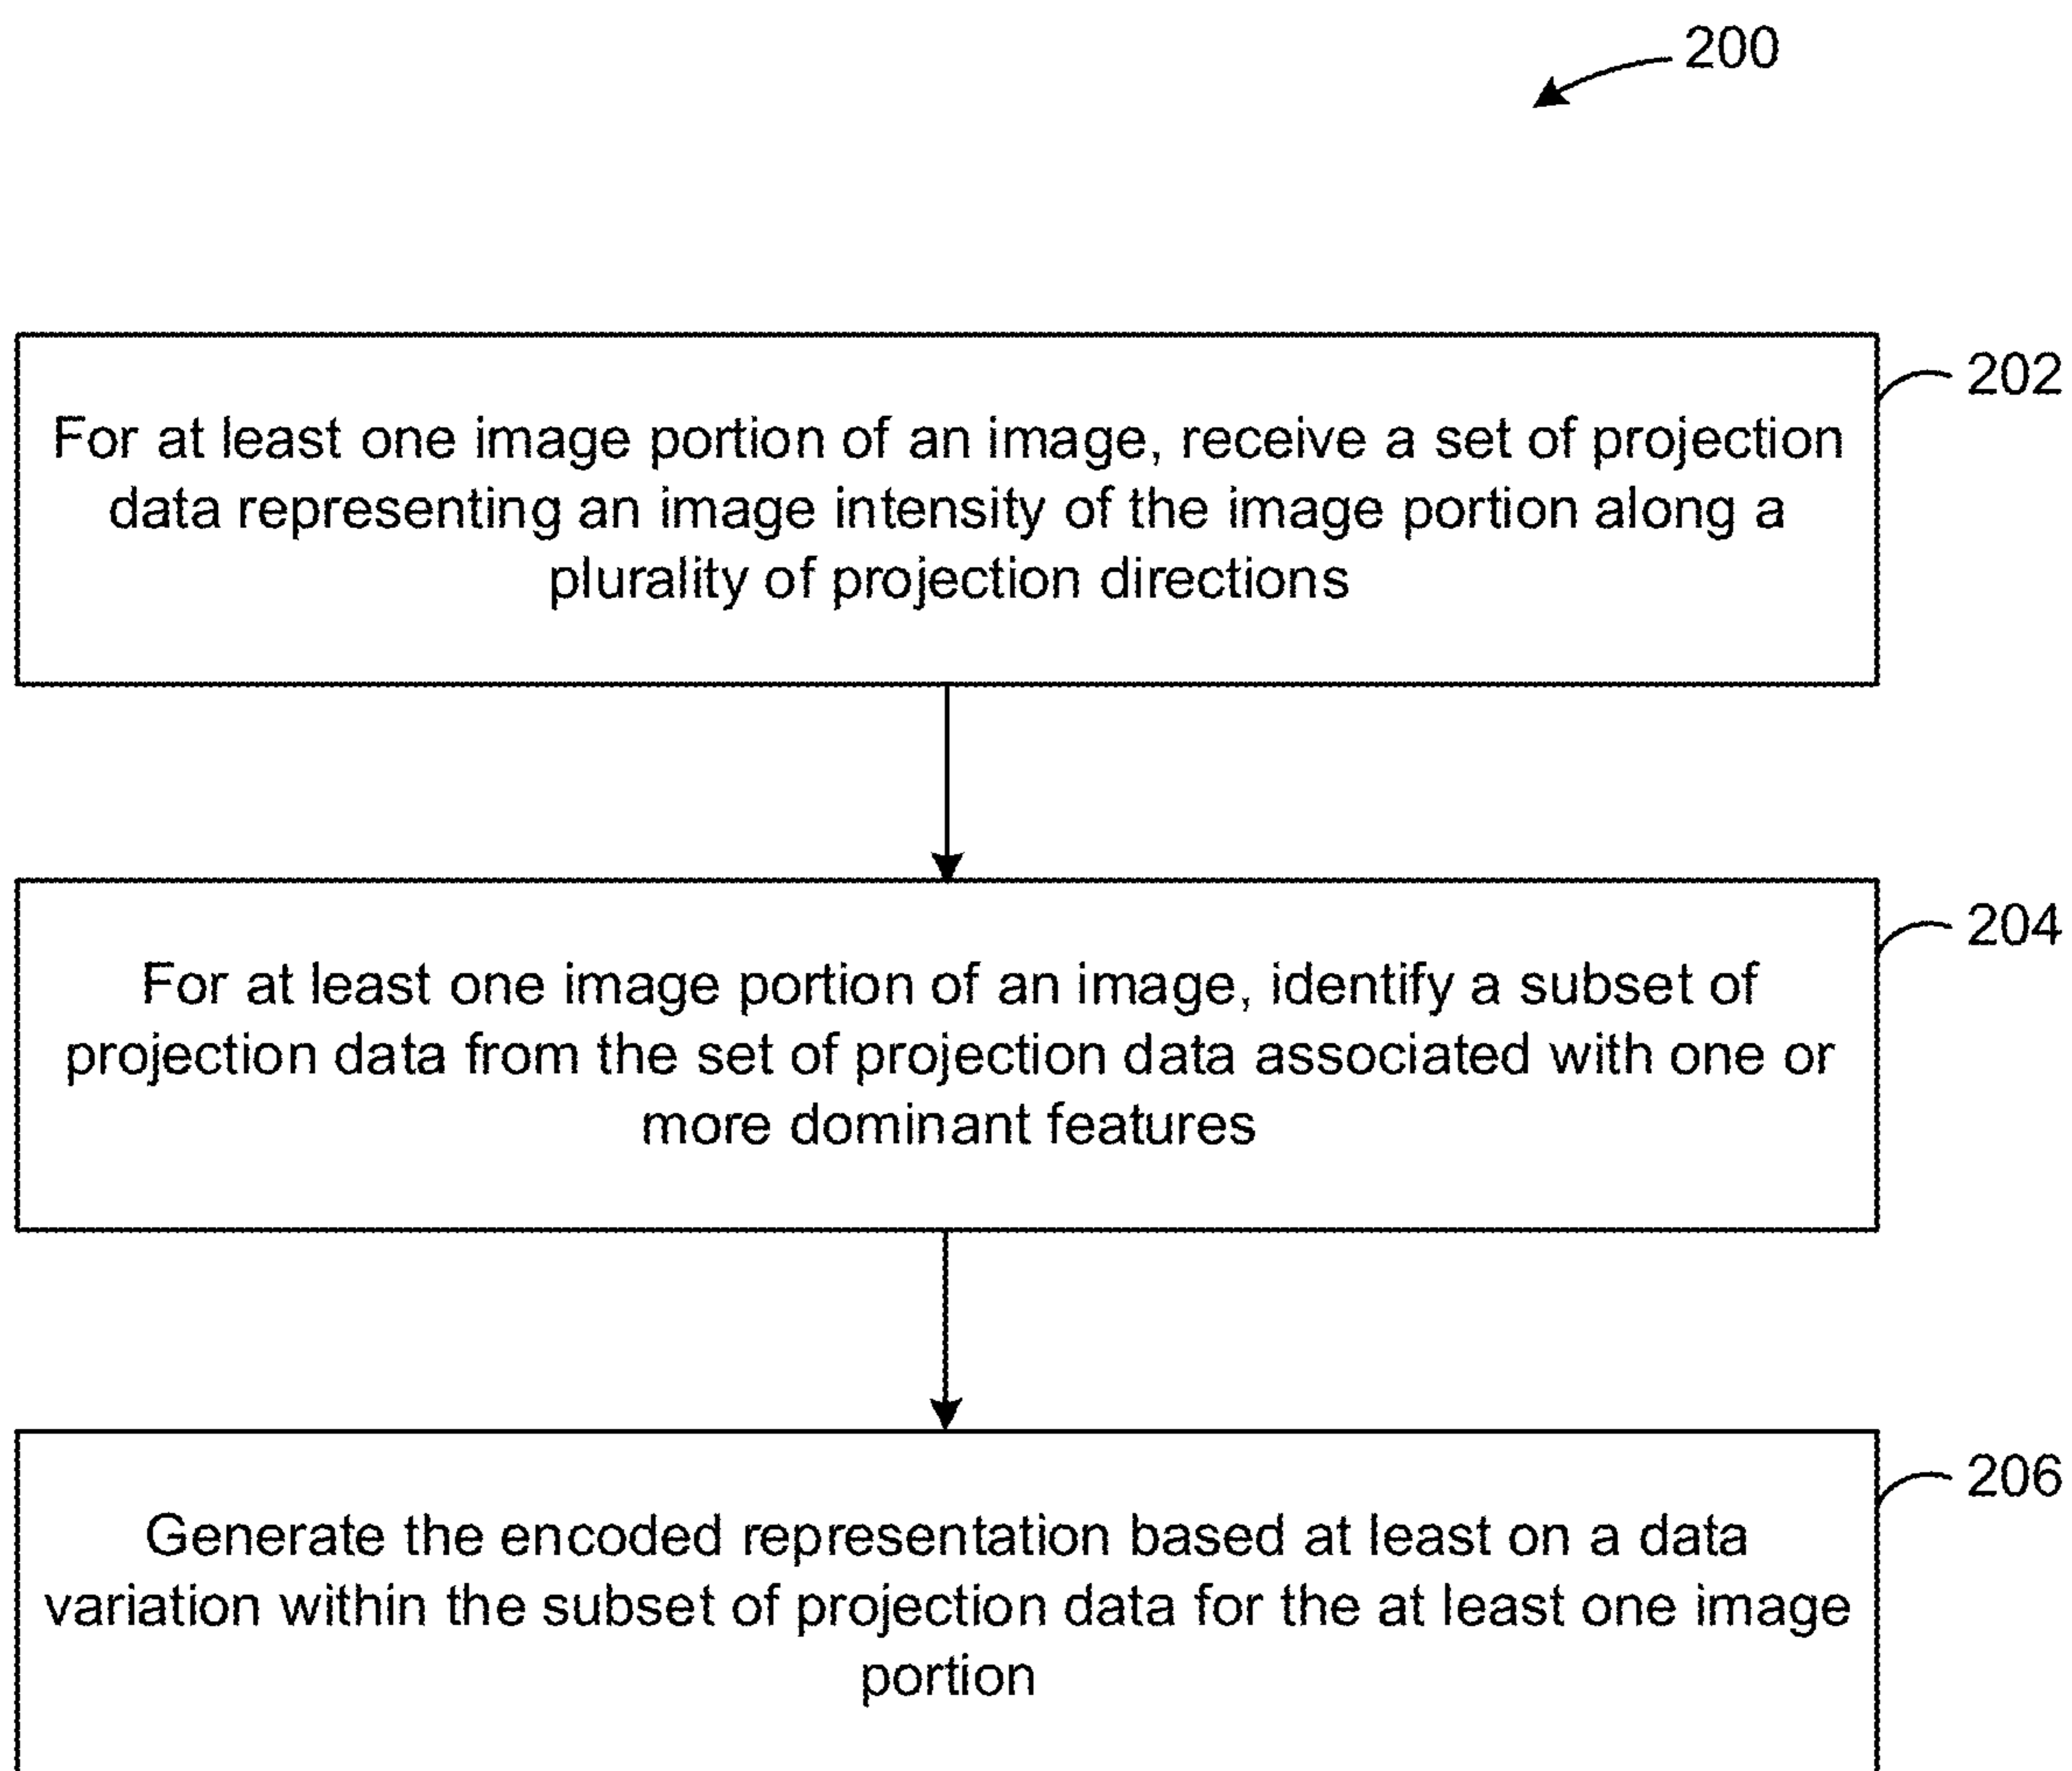 200
202
For at least one image portion of an image, receive a set of projection
data representing an image intensity of the image portion along a
plurality of projection directions
204
For at least one image portion of an image, identify a subset of
projection data from the set of projection data associated with one or
more dominant features
206
Generate the encoded representation based at least on a data
variation within the subset of projection data for the at least one image
portion